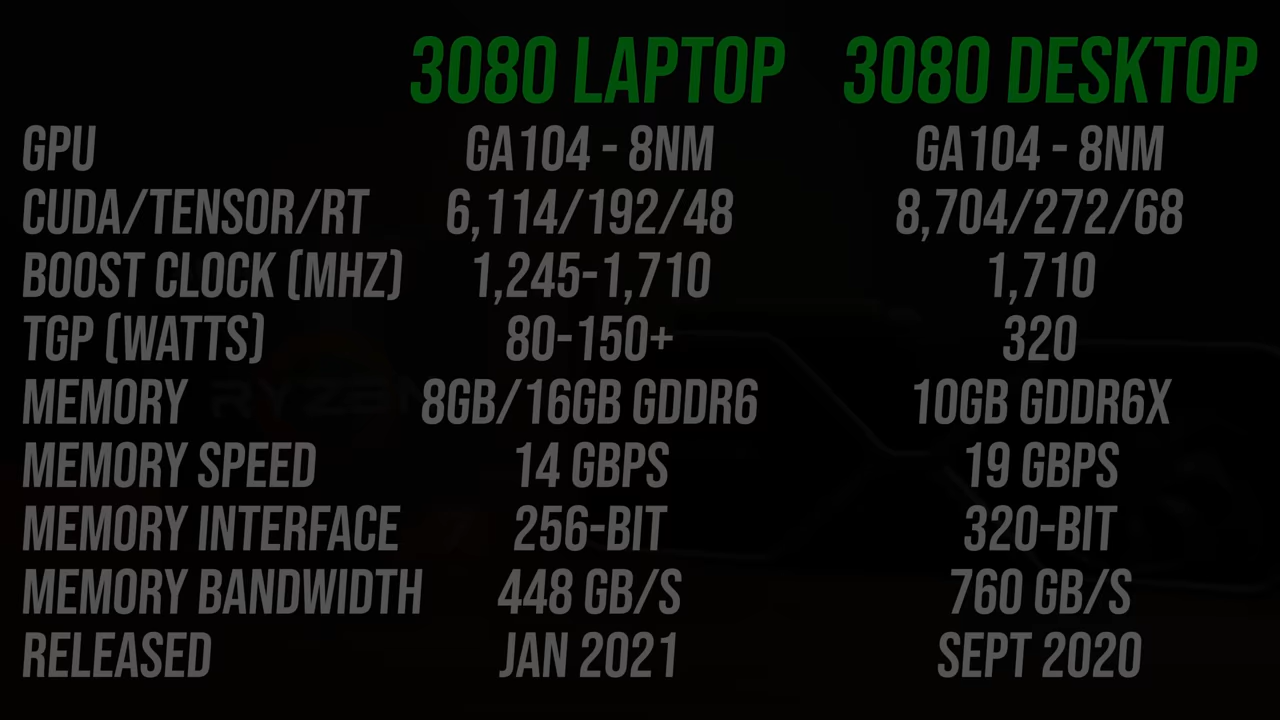 3080 LAPTOP 3080 DESKTOP
GPU GA104 - 8NM GA104 - 8NM
CUDA/TENSOR/RT 6,114/192/48 8,704/272/68
BOOST CLOCK (MHZ) 1,245-1,710 1,710
TGP (WATTS) 80-150+ 320
MEMORY 8GB/16GB GDDR6 10GB GDDR6X
RYZEN
MEMORY SPEED 14 GBPS 19 GBPS
MEMORY INTERFACE 256-BIT 320-BIT
MEMORY BANDWIDTH 448 GB/S 760 GB/S
RELEASED JAN 2021 SEPT 2020